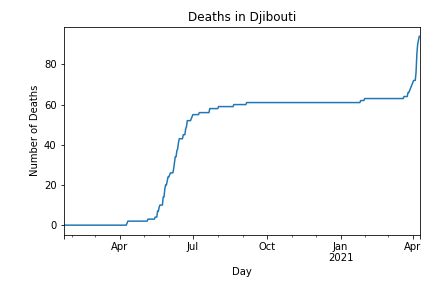 Deaths in Djibouti
Number of Deaths
80
60
40
20
0
Apr
Jul
Oct
Jan
2021
Apr
Day